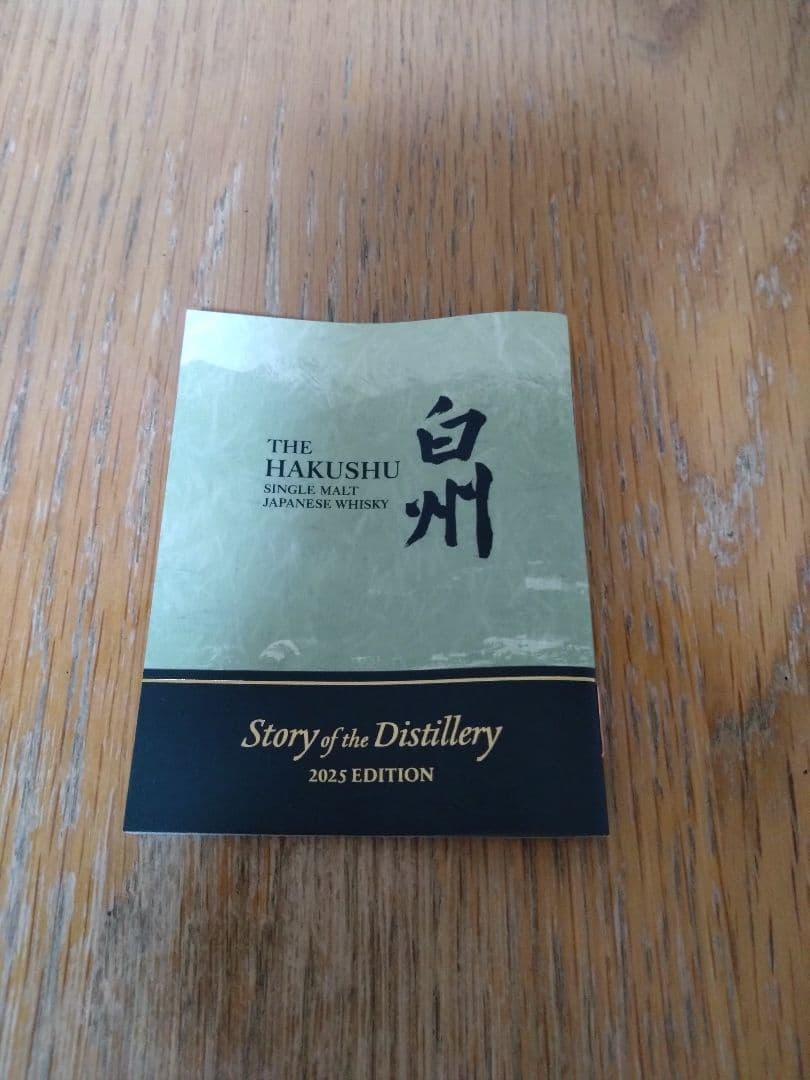 THE
HAKUSHU
SINGLE MALT
JAPANESE WHISKY
白州
Story of the Distillery
2025 EDITION